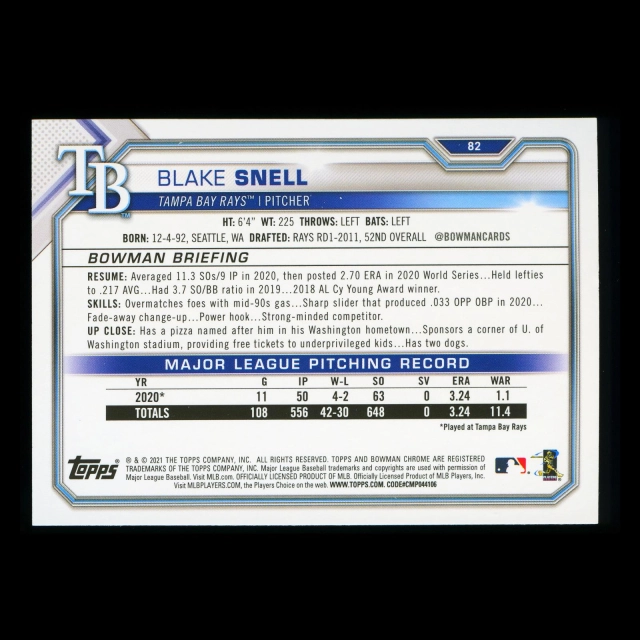 82
TB
BLAKE SNELL
TAMPA BAY RAYS™ | PITCHER
HT: 6'4" WT: 225 THROWS: LEFT BATS: LEFT
BORN: 12-4-92, SEATTLE, WA DRAFTED: RAYS RD1-2011, 52ND OVERALL @BOWMANCARDS
BOWMAN BRIEFING
RESUME: Averaged 11.3 SOs/9 IP in 2020, then posted 2.70 ERA in 2020 World Series...Held lefties
to .217 AVG...Had 3.7 SO/BB ratio in 2019...2018 AL Cy Young Award winner.
SKILLS: Overmatches foes with mid-90s gas...Sharp slider that produced .033 OPP OBP in 2020...
Fade-away change-up...Power hook...Strong-minded competitor.
UP CLOSE: Has a pizza named after him in his Washington hometown...Sponsors a corner of U. of
Washington stadium, providing free tickets to underprivileged kids...Has two dogs.
MAJOR LEAGUE PITCHING RECORD
YR G IP W-L SO SV ERA WAR
2020* 11 50 4-2 63 0 3.24 1.1
TOTALS 108 556 42-30 648 0 3.24 11.4
*Played at Tampa Bay Rays
Topps®
® & © 2021 THE TOPPS COMPANY, INC. ALL RIGHTS RESERVED. TOPPS AND BOWMAN CHROME ARE REGISTERED
TRADEMARKS OF THE TOPPS COMPANY, INC. Major League Baseball trademarks and copyrights are used with permission of
Major League Baseball. Visit MLB.com. OFFICIALLY LICENSED PRODUCT OF MLB Players, Inc.
Visit MLBPLAYERS.com, the Players Choice on the web. WWW.TOPPS.COM. CODE#CMP044106